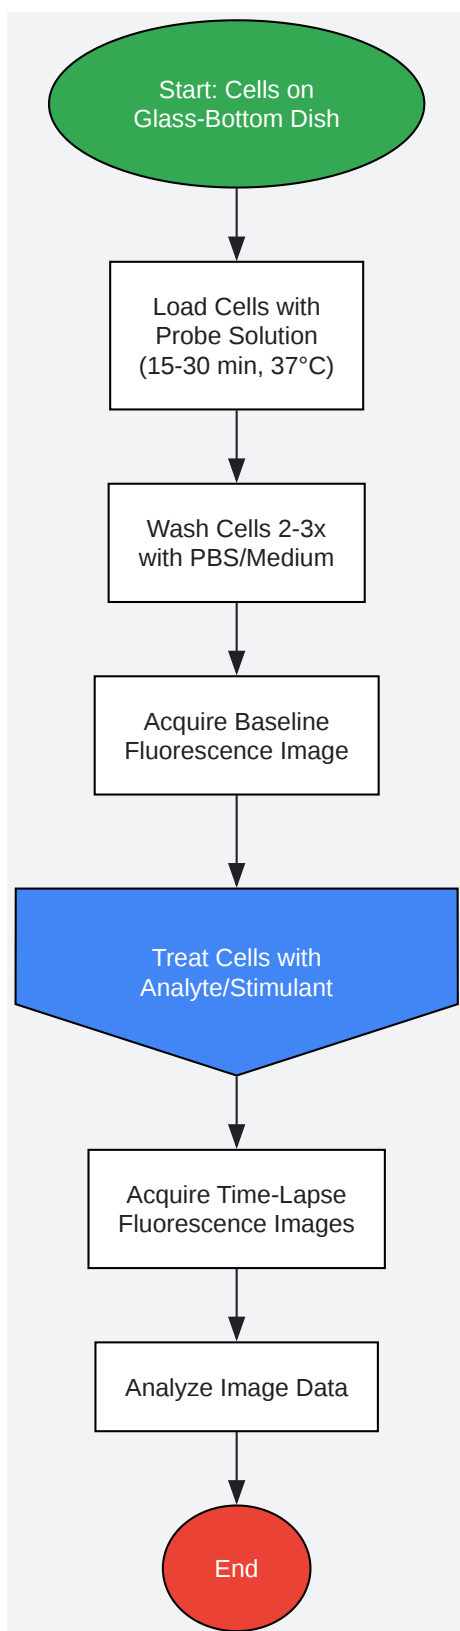 Start: Cells on
Glass-Bottom Dish
Load Cells with
Probe Solution
(15-30 min, 37°C)
Wash Cells 2-3x
with PBS/Medium
Acquire Baseline
Fluorescence Image
Treat Cells with
Analyte/Stimulant
Acquire Time-Lapse
Fluorescence Images
Analyze Image Data
End